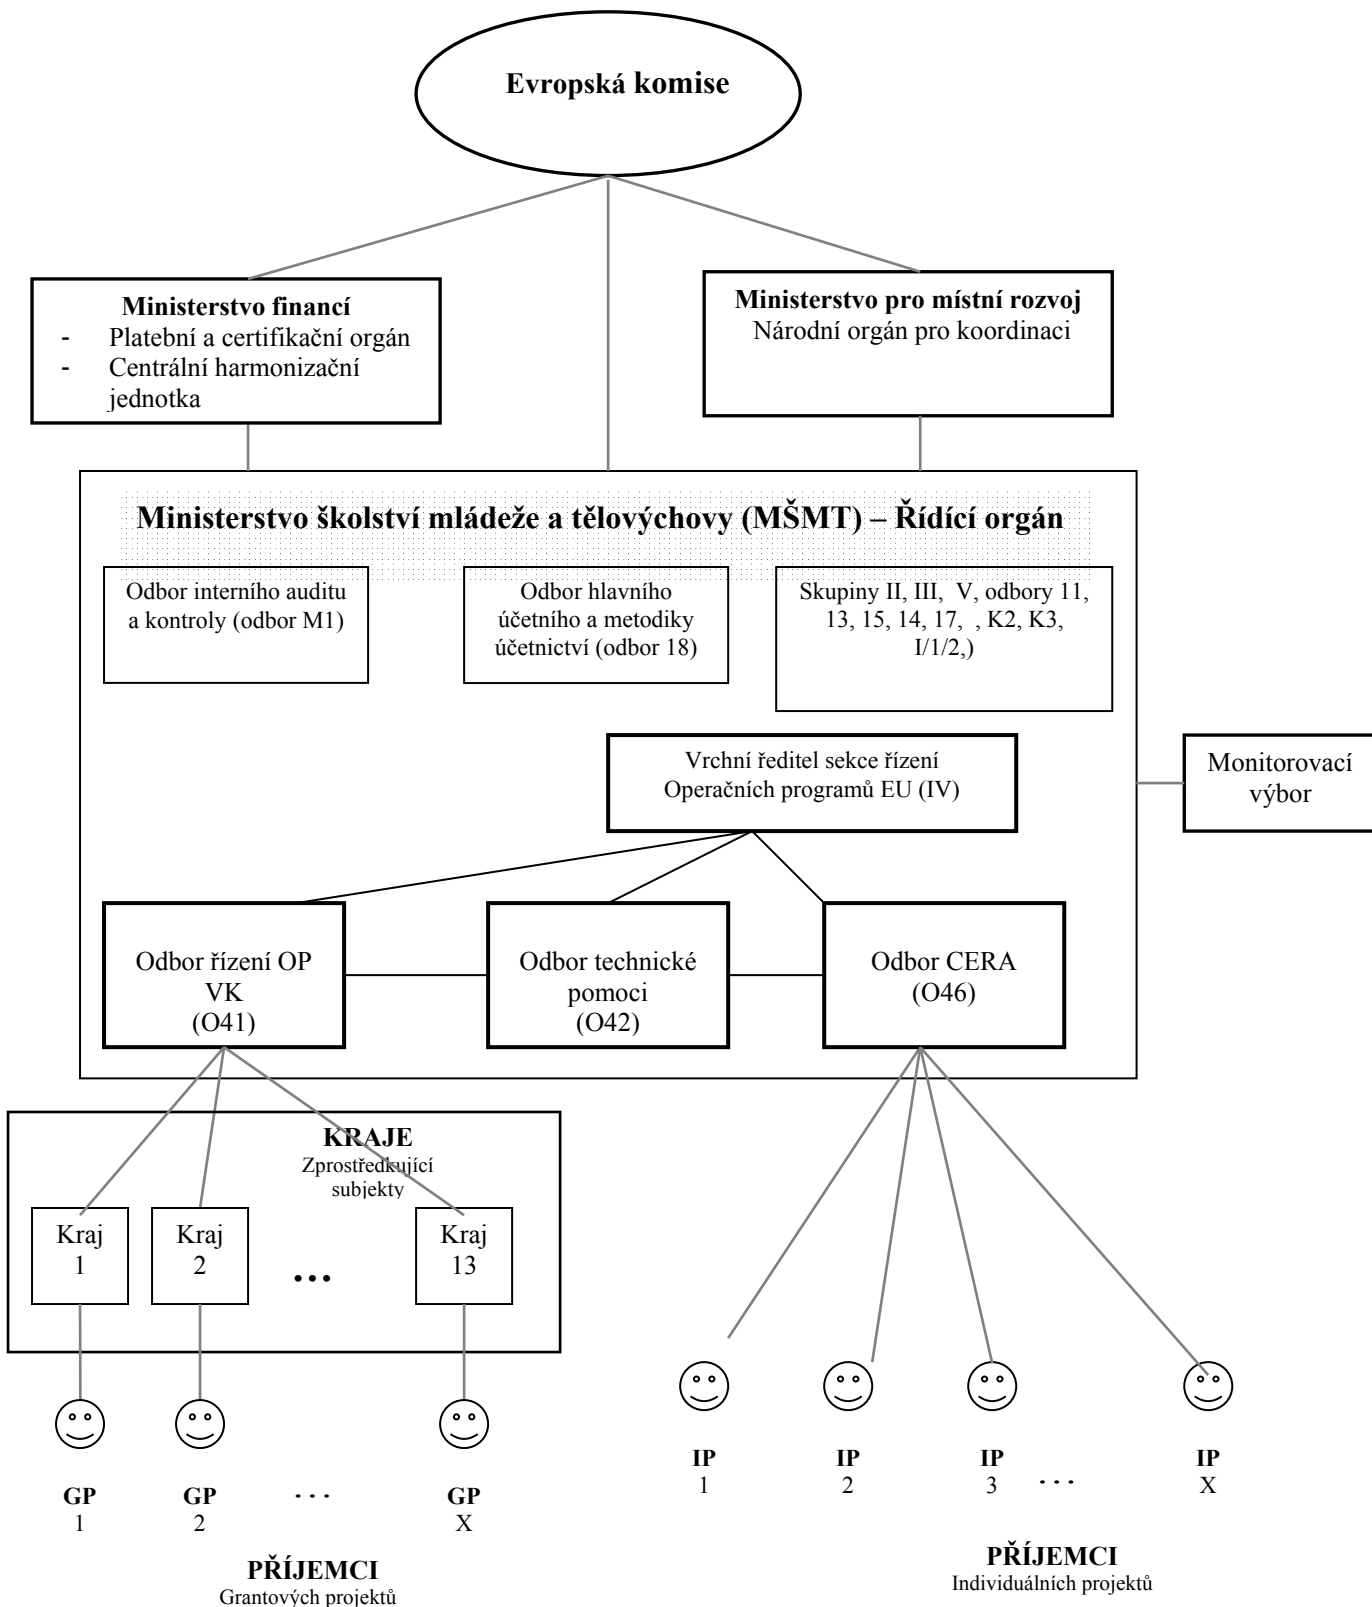 Evropská komise
Ministerstvo financí
- Platební a certifikační orgán
- Centrální harmonizační
jednotka
Ministerstvo pro místní rozvoj
Národní orgán pro koordinaci
Ministerstvo školství mládeže a tělovýchovy (MŠMT) – Řídící orgán
Odbor interního auditu
a kontroly (odbor M1)
Odbor hlavního
účetního a metodiky
účetnictví (odbor 18)
Skupiny II, III, V, odbory 11,
13, 15, 14, 17, , K2, K3,
I/1/2,)
Vrchní ředitel sekce řízení
Operačních programů EU (IV)
Monitorovací
výbor
Odbor řízení OP
VK
(O41)
Odbor technické
pomoci
(O42)
Odbor CERA
(O46)
KRAJE
Zprostředkující
subjekty
Kraj
1
Kraj
2
...
Kraj
13
GP
1
GP
2
...
GP
X
PŘÍJEMCI
Grantových projektů
IP
1
IP
2
IP
3
...
IP
X
PŘÍJEMCI
Individuálních projektů